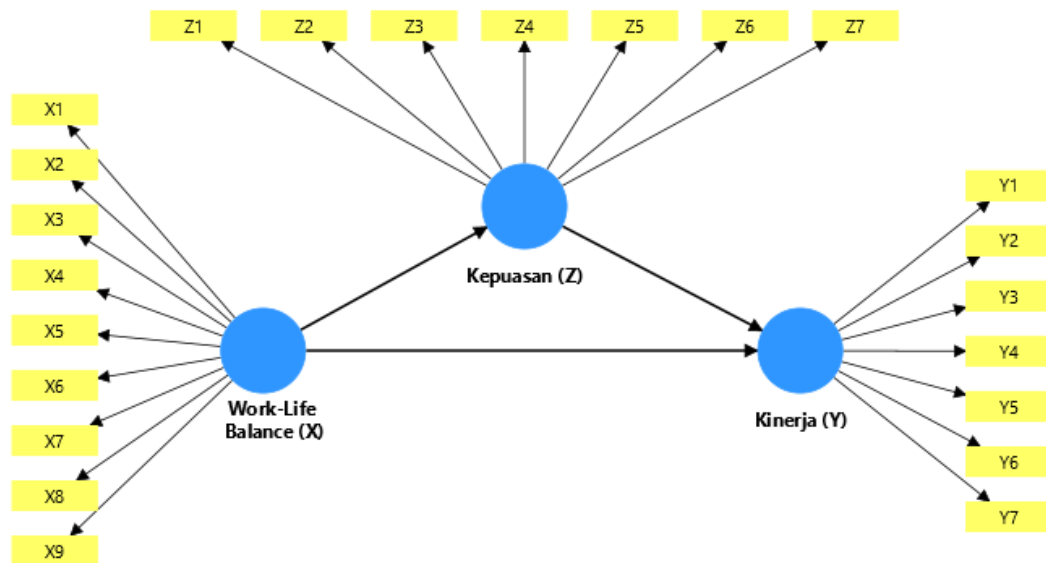 Z1
Z2
Z3
Z4
Z5
Z6
Z7
X1
X2
X3
X4
X5
X6
X7
X8
X9
Kepuasan (Z)
Work-Life
Balance (X)
Kinerja (Y)
Y1
Y2
Y3
Y4
Y5
Y6
Y7